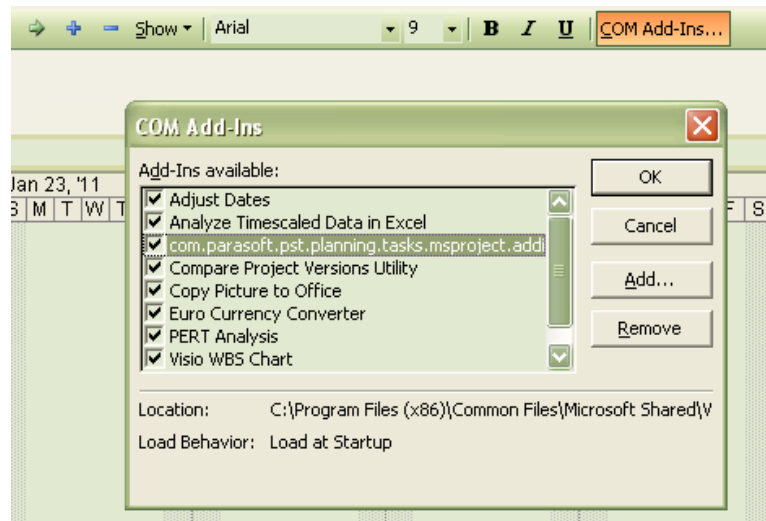 Show Arial 9 B I U COM Add-Ins...
COM Add-Ins
Add-Ins available:
OK
Jan 23, '11
Adjust Dates
S M T W T F S
Analyze Timescaled Data in Excel
Cancel
com.parasoft.pst.planning.tasks.msproject.addi
Compare Project Versions Utility
Add...
Copy Picture to Office
Euro Currency Converter
Remove
PERT Analysis
Visio WBS Chart
Location: C:\Program Files (x86)\Common Files\Microsoft Shared\V
Load Behavior: Load at Startup